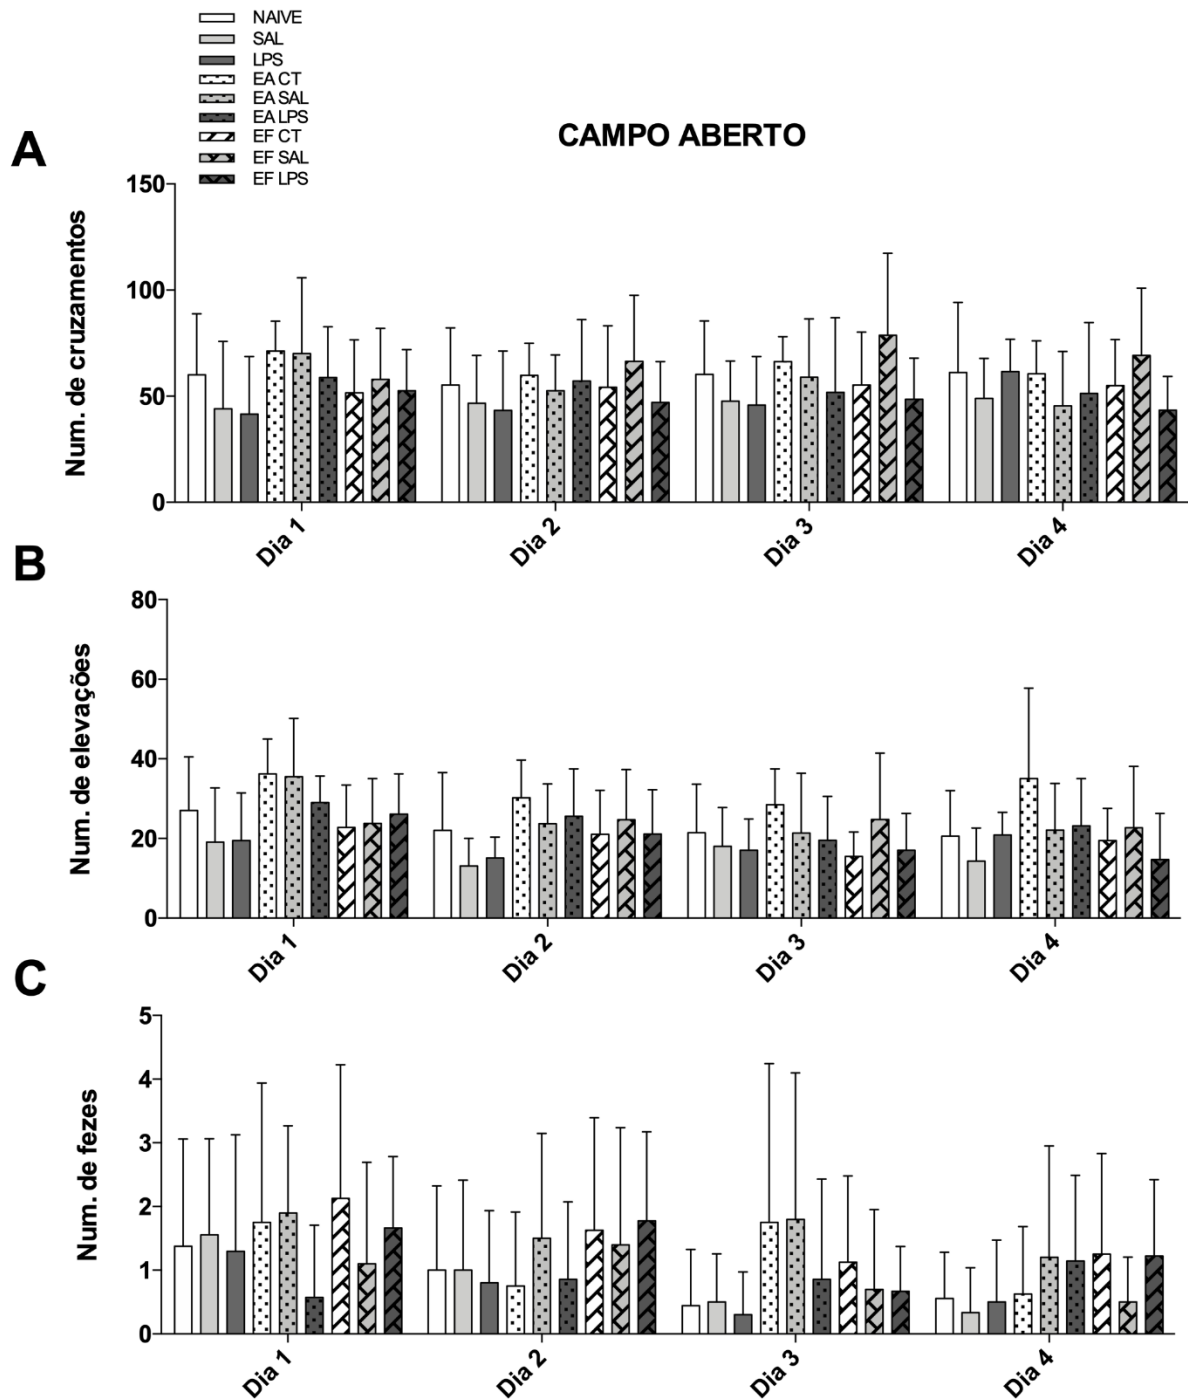 NAIVE
SAL
LPS
EA CT
EA SAL
EA LPS
EF CT
EF SAL
EF LPS
A
CAMPO ABERTO
Num. de cruzamentos
150
100
50
0
Dia 1
Dia 2
Dia 3
Dia 4
B
Num. de elevações
80
60
40
20
0
Dia 1
Dia 2
Dia 3
Dia 4
C
Num. de fezes
5
4
3
2
1
0
Dia 1
Dia 2
Dia 3
Dia 4